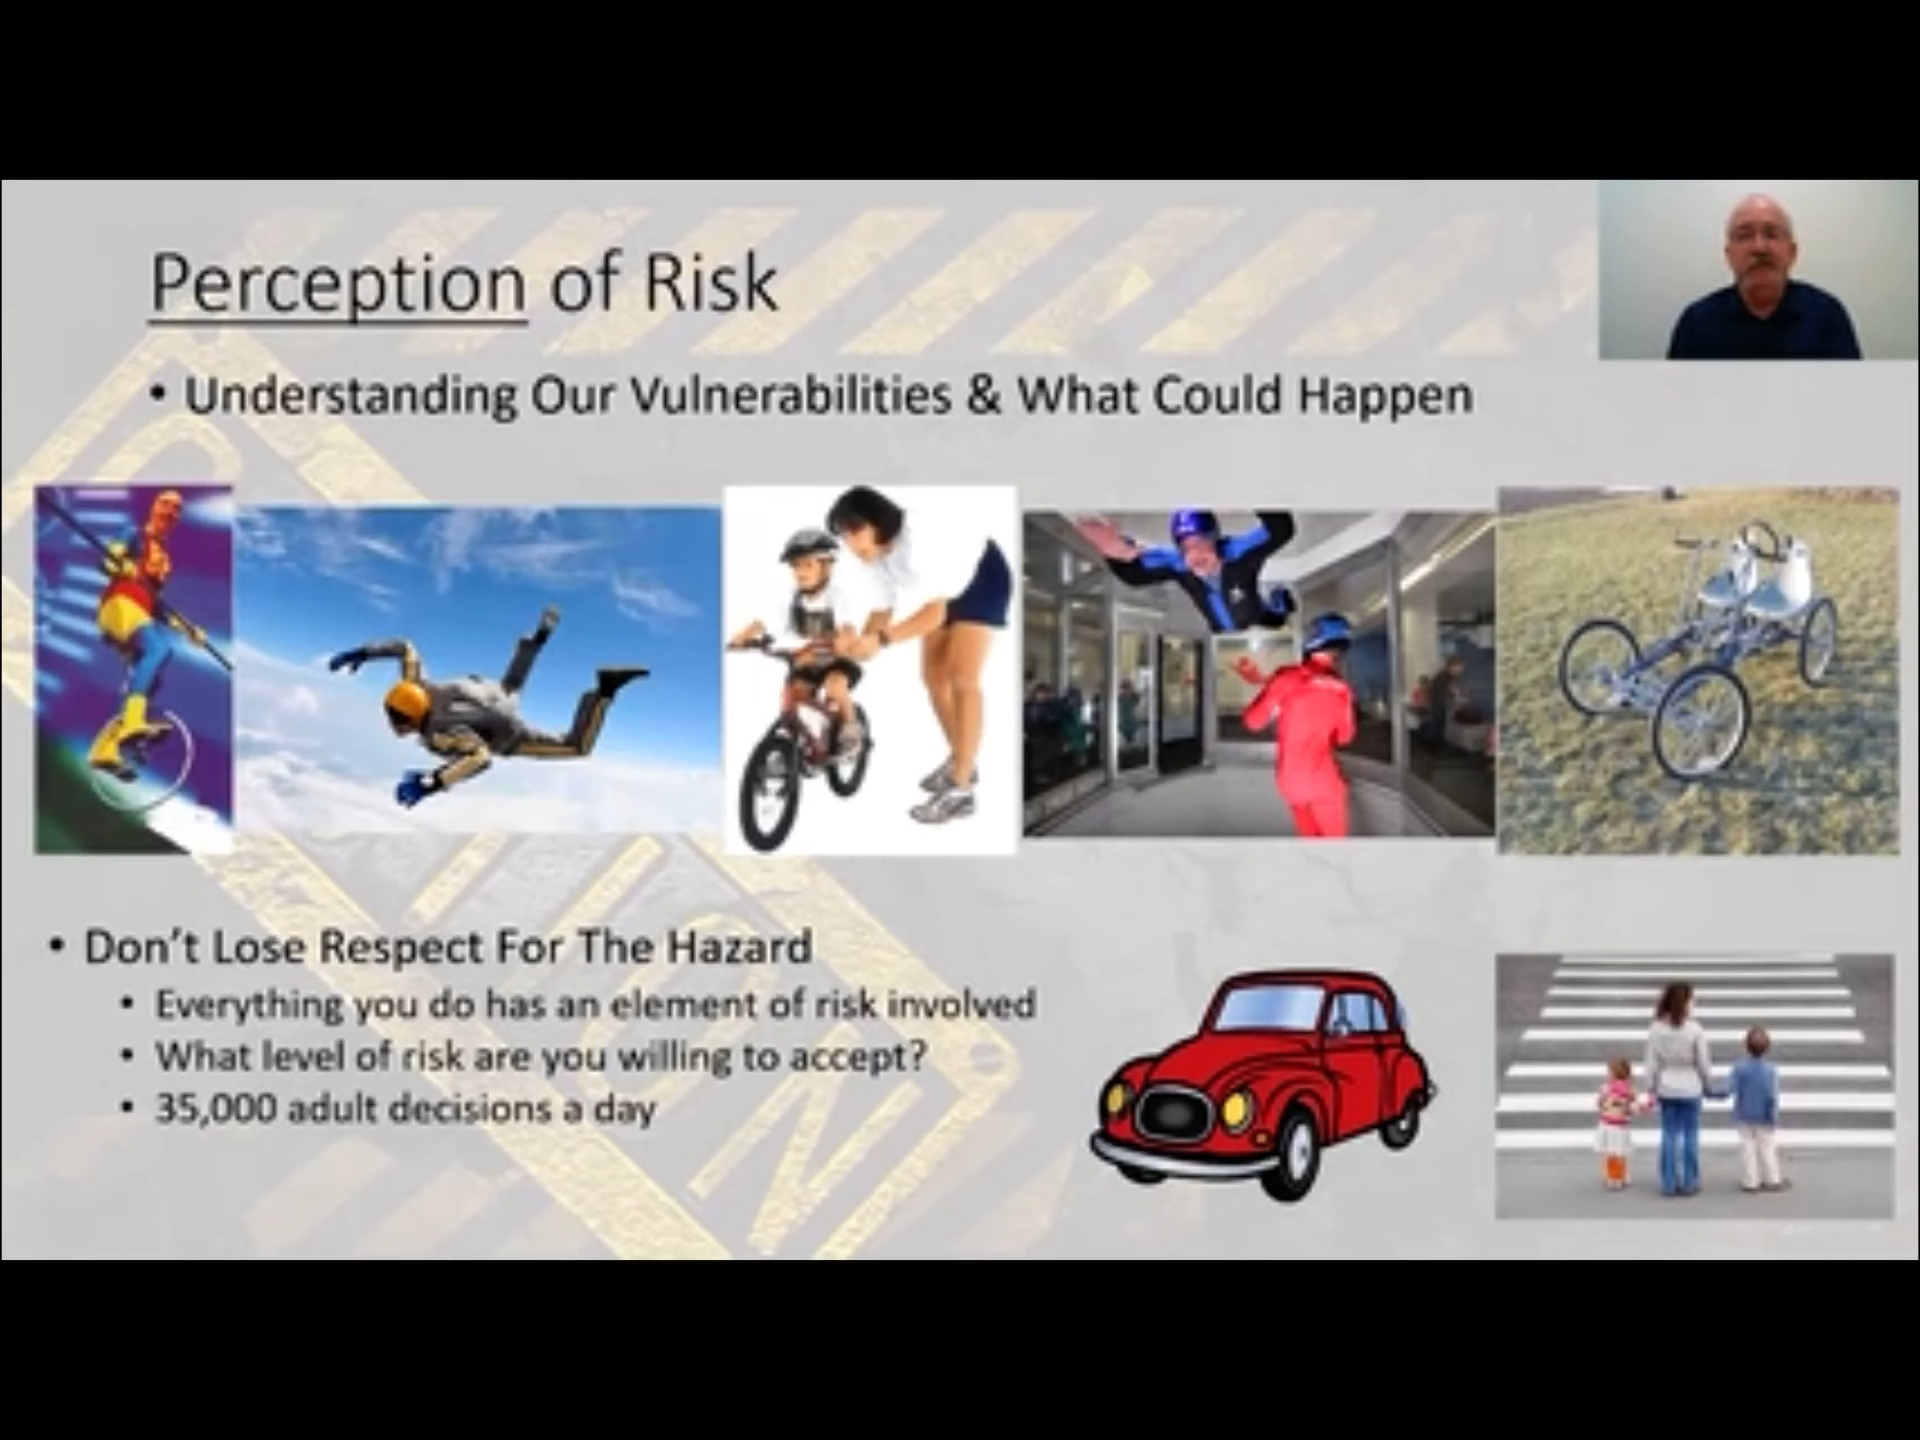 Perception of Risk
• Understanding Our Vulnerabilities & What Could Happen
• Don't Lose Respect For The Hazard
• Everything you do has an element of risk involved
• What level of risk are you willing to accept?
• 35,000 adult decisions a day